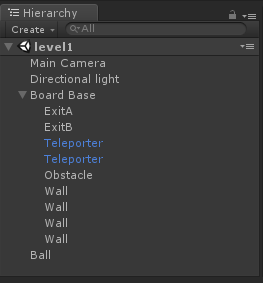 Hierarchy
Create All
level1
Main Camera
Directional light
Board Base
ExitA
ExitB
Teleporter
Teleporter
Obstacle
Wall
Wall
Wall
Wall
Ball